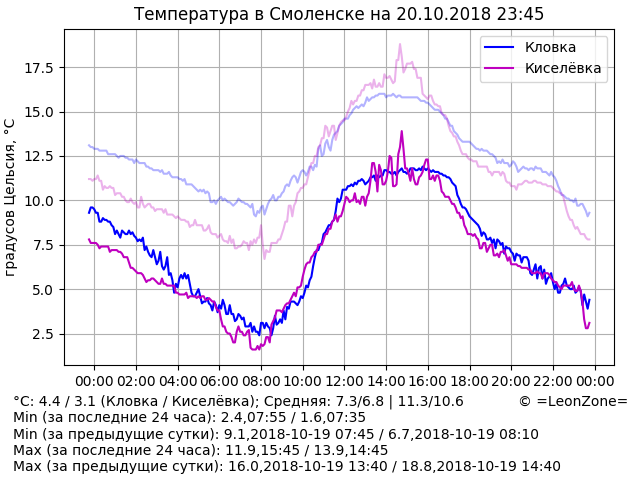 Температура в Смоленске на 20.10.2018 23:45
градусов Цельсия, °C
17.5
15.0
12.5
10.0
7.5
5.0
2.5
Кловка
Киселёвка
00:00 02:00 04:00 06:00 08:00 10:00 12:00 14:00 16:00 18:00 20:00 22:00 00:00
°C: 4.4 / 3.1 (Кловка / Киселёвка); Средняя: 7.3/6.8 | 11.3/10.6 © =LeonZone=
Min (за последние 24 часа): 2.4,07:55 / 1.6,07:35
Min (за предыдущие сутки): 9.1,2018-10-19 07:45 / 6.7,2018-10-19 08:10
Max (за последние 24 часа): 11.9,15:45 / 13.9,14:45
Max (за предыдущие сутки): 16.0,2018-10-19 13:40 / 18.8,2018-10-19 14:40